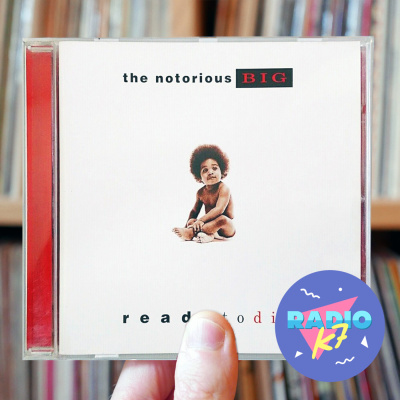 the notorious BIG
read to di
RADIO
K7